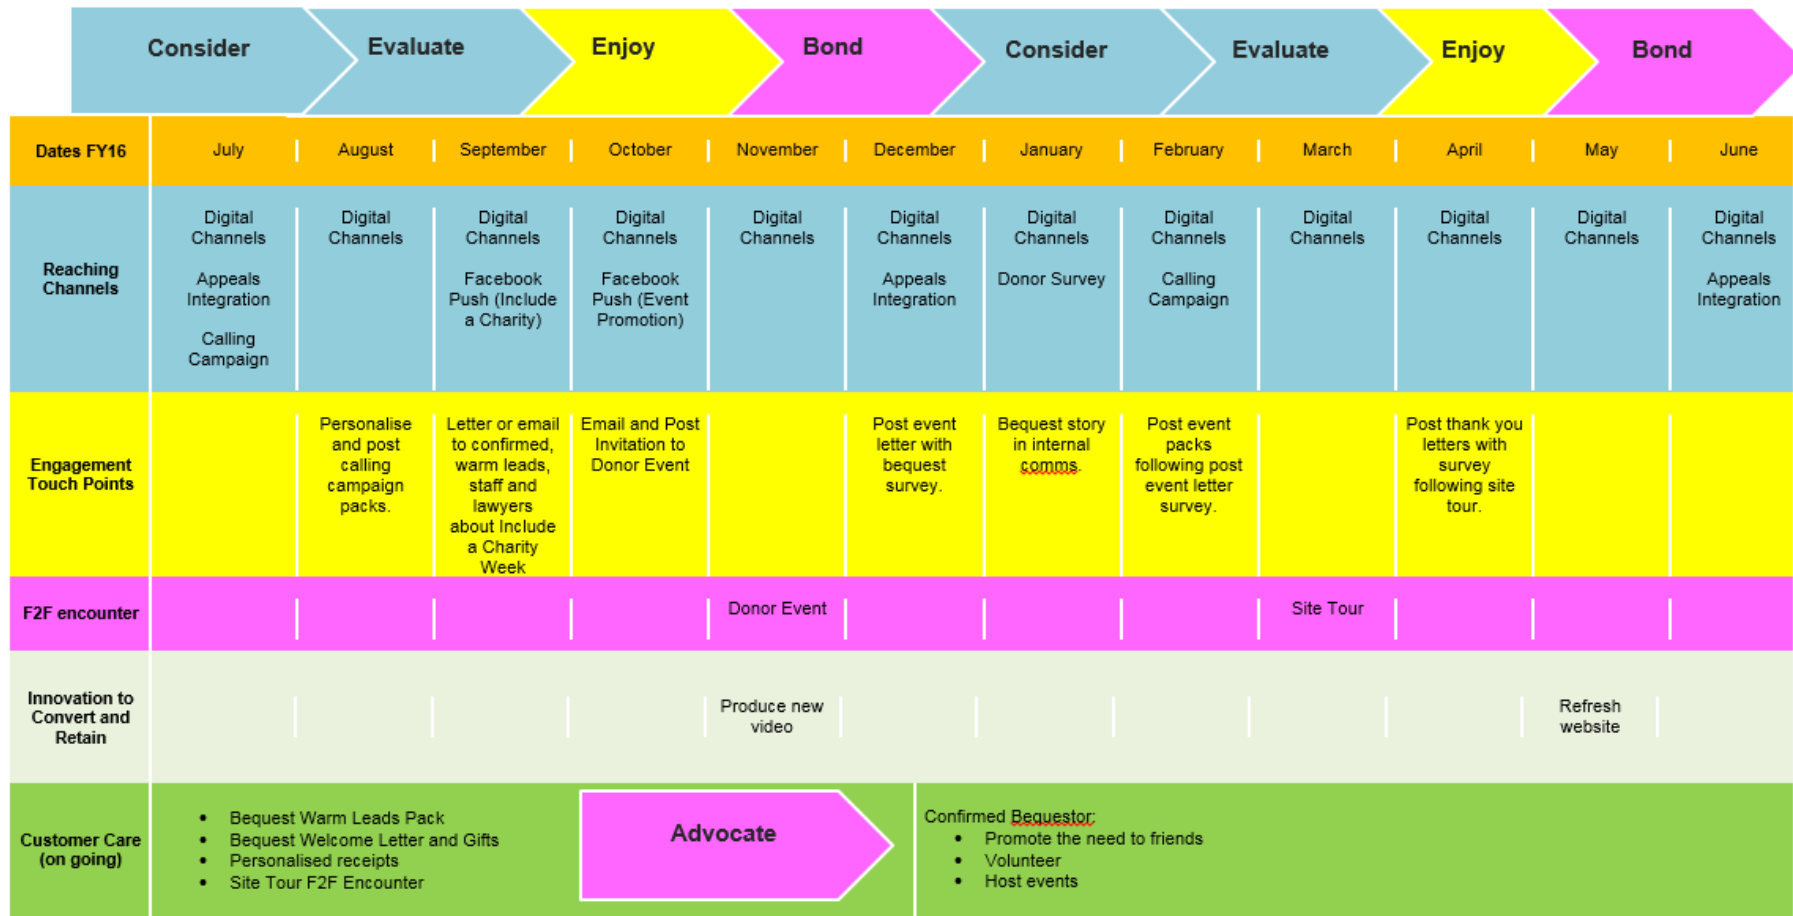 Consider
Evaluate
Enjoy
Bond
Consider
Evaluate
Enjoy
Bond
Dates FY16
July
August
September
October
November
December
January
February
March
April
May
June
Reaching
Channels
Digital
Channels
Appeals
Integration
Calling
Campaign
Digital
Channels
Digital
Channels
Facebook
Push (Include
a Charity)
Digital
Channels
Facebook
Push (Event
Promotion)
Digital
Channels
Digital
Channels
Appeals
Integration
Digital
Channels
Donor Survey
Digital
Channels
Calling
Campaign
Digital
Channels
Digital
Channels
Digital
Channels
Digital
Channels
Appeals
Integration
Engagement
Touch Points
Personalise
and post
calling
campaign
packs.
Letter or email
to confirmed,
warm leads,
staff and
lawyers
about Include
a Charity
Week
Email and Post
Invitation to
Donor Event
Post event
letter with
bequest
survey.
Bequest story
in internal
comms.
Post event
packs
following post
event letter
survey.
Post thank you
letters with
survey
following site
tour.
F2F encounter
Donor Event
Site Tour
Innovation to
Convert and
Retain
Produce new
video
Refresh
website
Customer Care
(on going)
• Bequest Warm Leads Pack
• Bequest Welcome Letter and Gifts
• Personalised receipts
• Site Tour F2F Encounter
Advocate
Confirmed Bequestor:
• Promote the need to friends
• Volunteer
• Host events